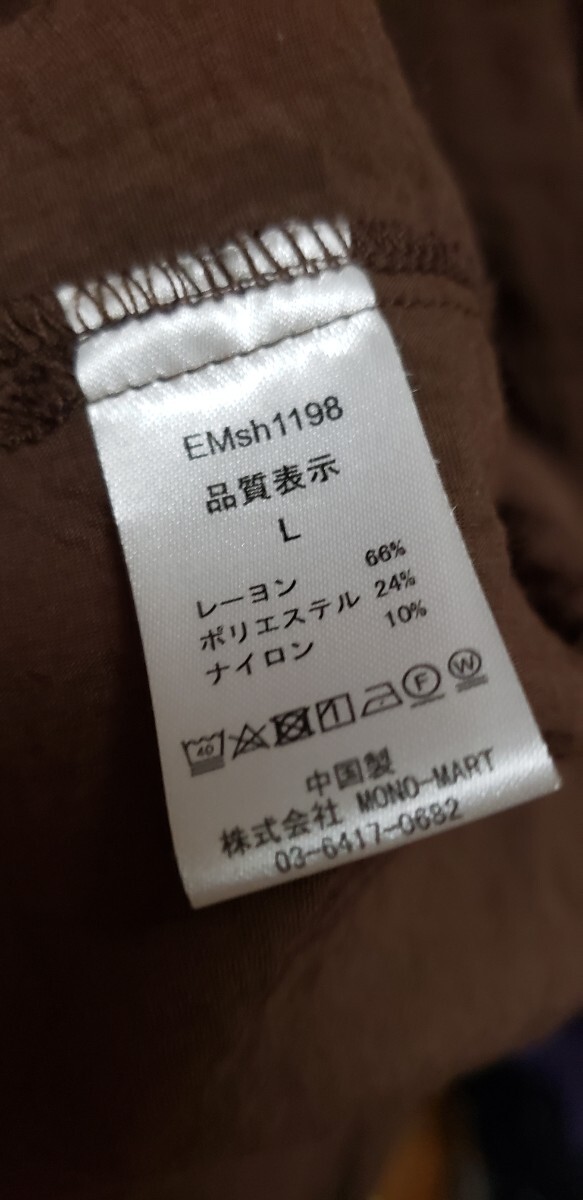 EMsh1198
品質表示
L
レーヨン 66%
ポリエステル 24%
ナイロン 10%
40 F W
中国製
株式会社 MONO-MART
03-6417-0682